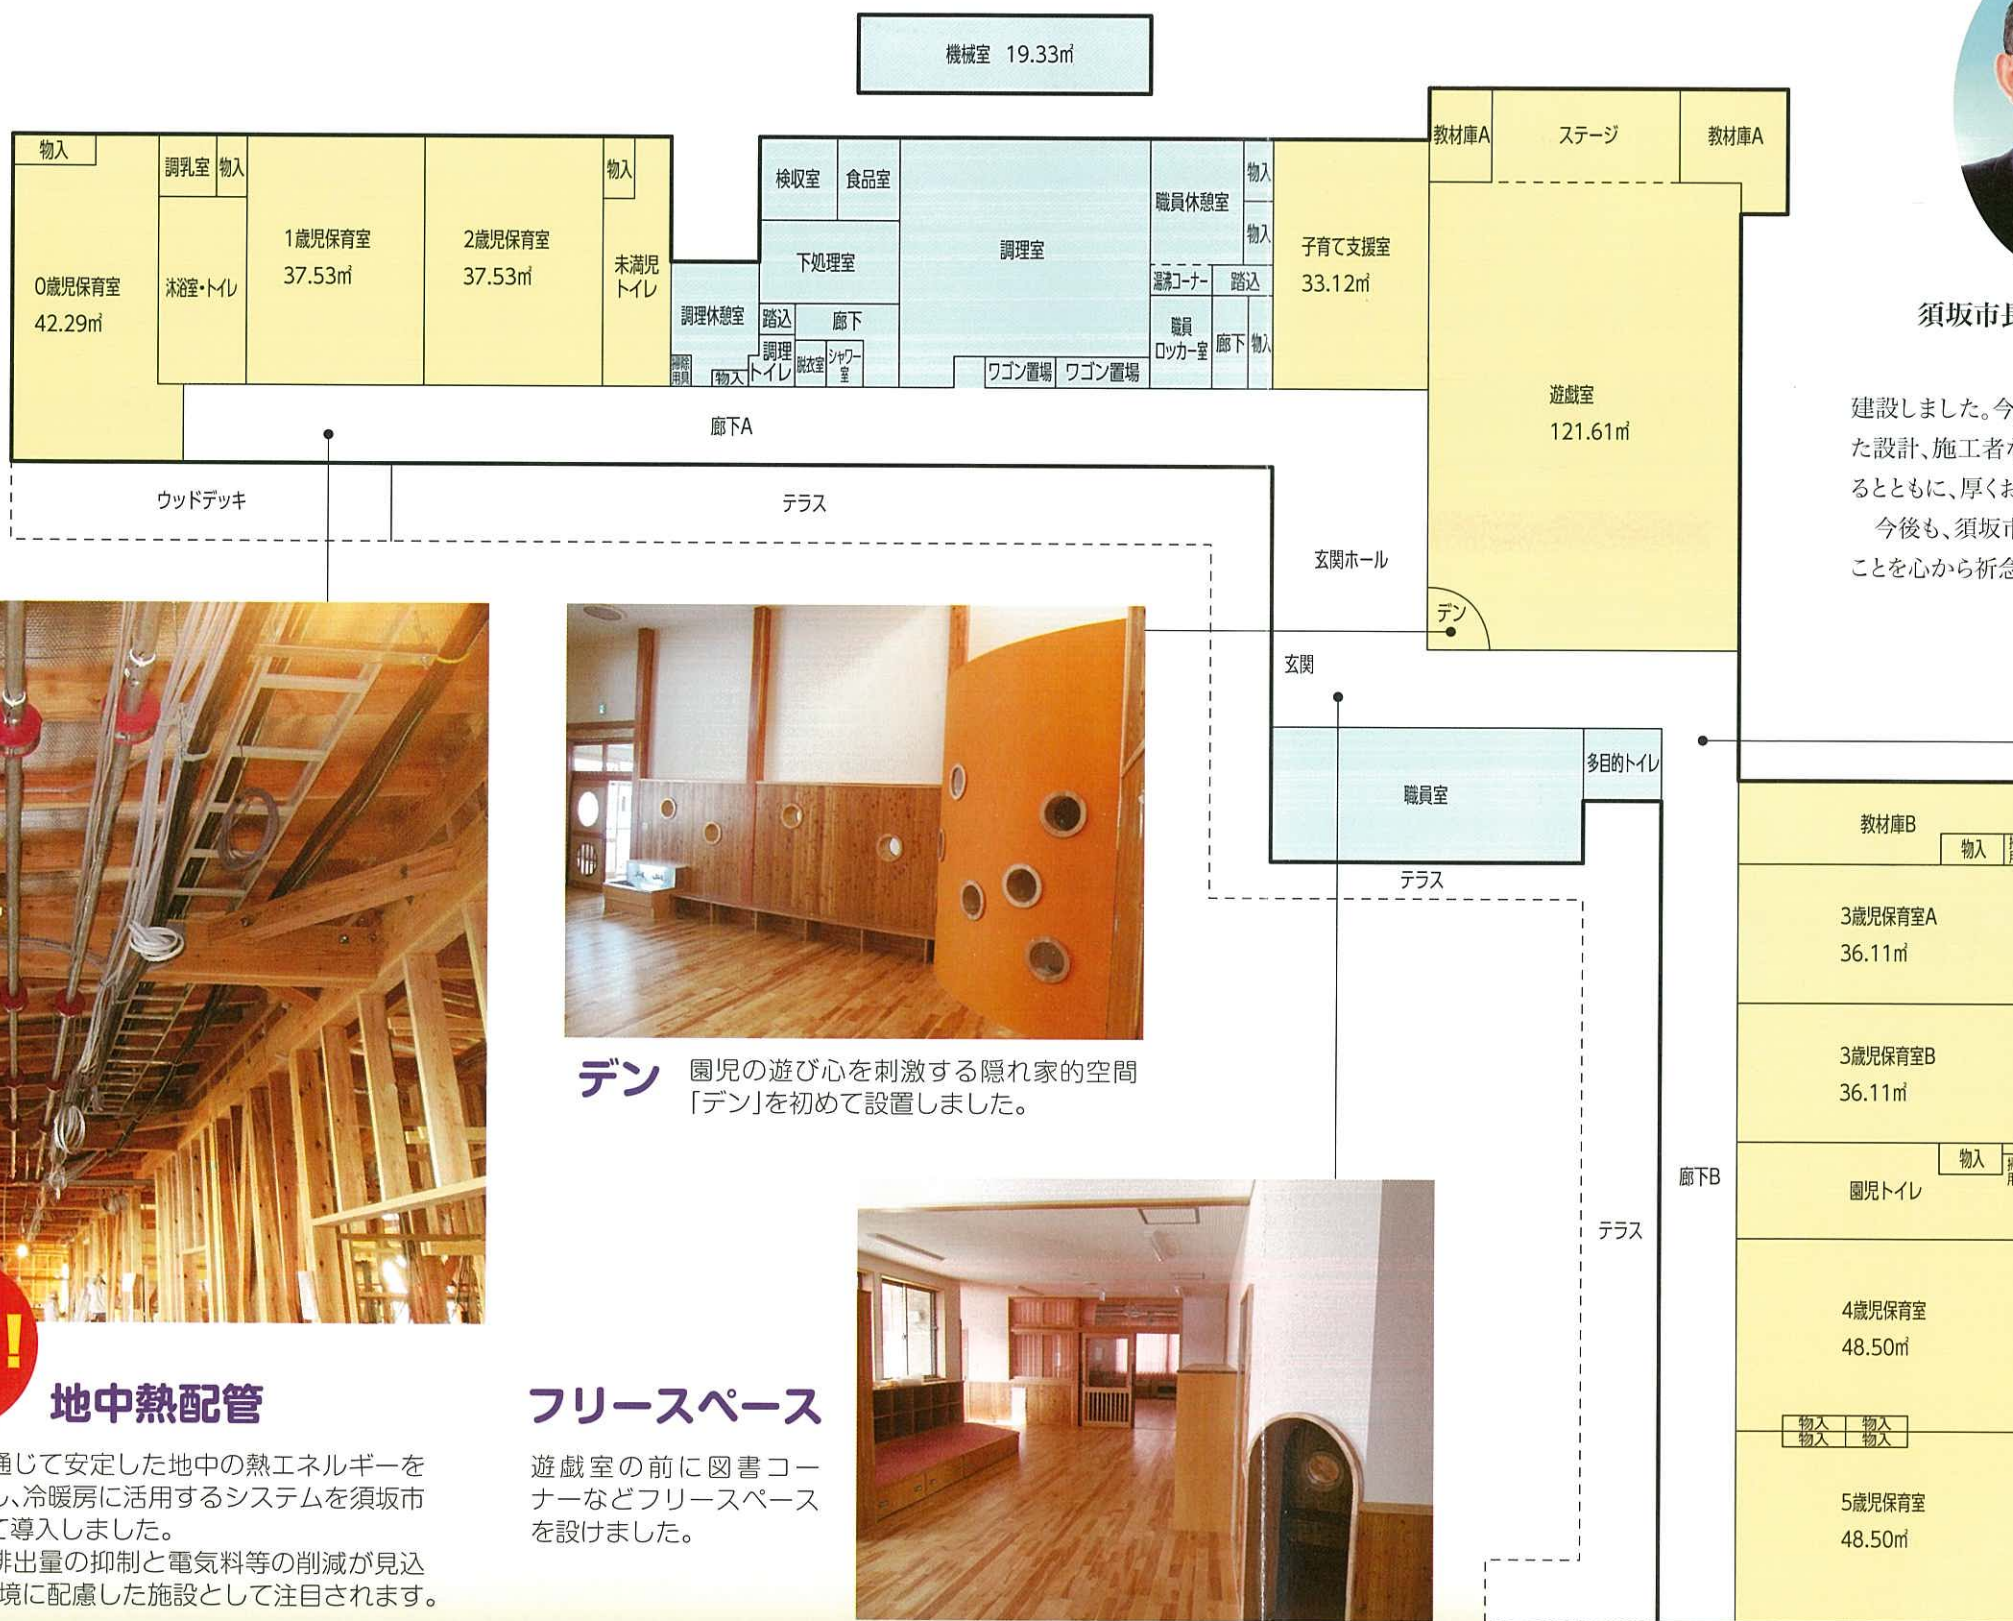 機械室 19.33㎡
教材庫A
ステージ
教材庫A
物入
調乳室
物入
0歳児保育室
42.29㎡
沐浴室・トイレ
1歳児保育室
37.53㎡
2歳児保育室
37.53㎡
物入
未満児
トイレ
検収室
食品室
下処理室
調理休憩室
踏込
廊下
調理
トイレ
脱衣室
シャワー
室
掃除
用具
物入
調理室
ワゴン置場
ワゴン置場
職員休憩室
物入
物入
湯沸コーナー
踏込
職員
ロッカー室
廊下
物入
子育て支援室
33.12㎡
遊戯室
121.61㎡
廊下A
ウッドデッキ
テラス
玄関ホール
デン
玄関
職員室
多目的トイレ
テラス
教材庫B
物入
3歳児保育室A
36.11㎡
3歳児保育室B
36.11㎡
物入
園児トイレ
廊下B
テラス
4歳児保育室
48.50㎡
物入
物入
物入
物入
5歳児保育室
48.50㎡
須坂市長
建設しました。今
た設計、施工者
るとともに、厚くお
今後も、須坂市
ことを心から祈念
デン
園児の遊び心を刺激する隠れ家的空間
「デン」を初めて設置しました。
!
地中熱配管
通じて安定した地中の熱エネルギーを
し、冷暖房に活用するシステムを須坂市
て導入しました。
排出量の抑制と電気料等の削減が見込
境に配慮した施設として注目されます。
フリースペース
遊戯室の前に図書コー
ナーなどフリースペース
を設けました。